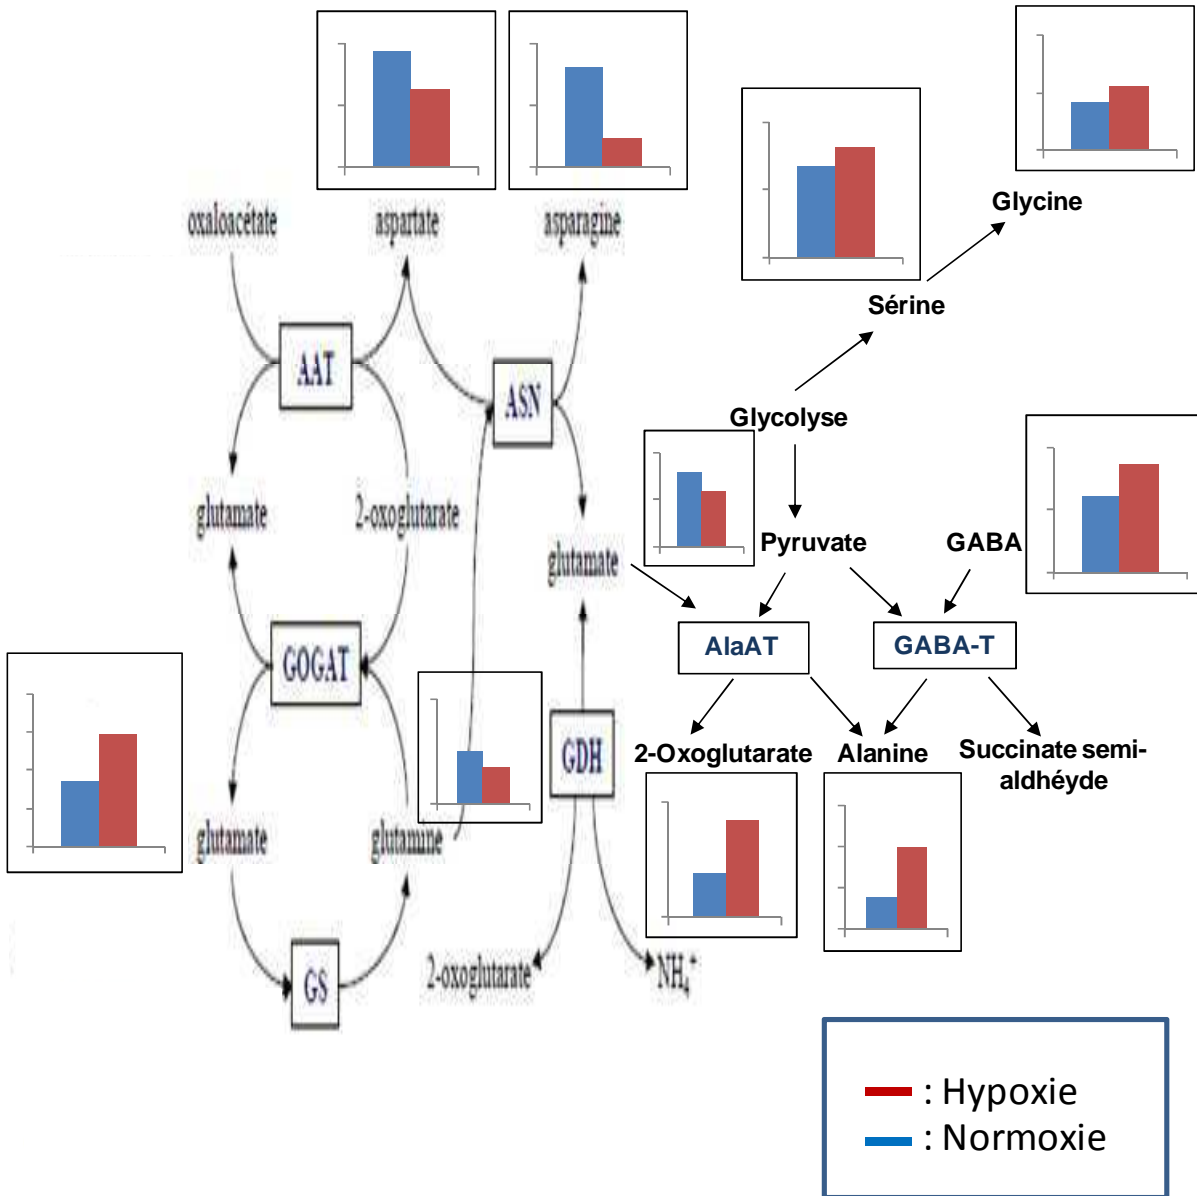 Glycine
oxaloacétate
aspartate
asparagine
Sérine
AAT
ASN
Glycolyse
glutamate
2-oxoglutarate
Pyruvate
GABA
glutamate
AlaAT
GABA-T
GOGAT
GDH
2-Oxoglutarate
Alanine
Succinate semi-
aldhéyde
glutamate
glutamine
2-oxoglutarate
NH₄⁺
GS
: Hypoxie
: Normoxie